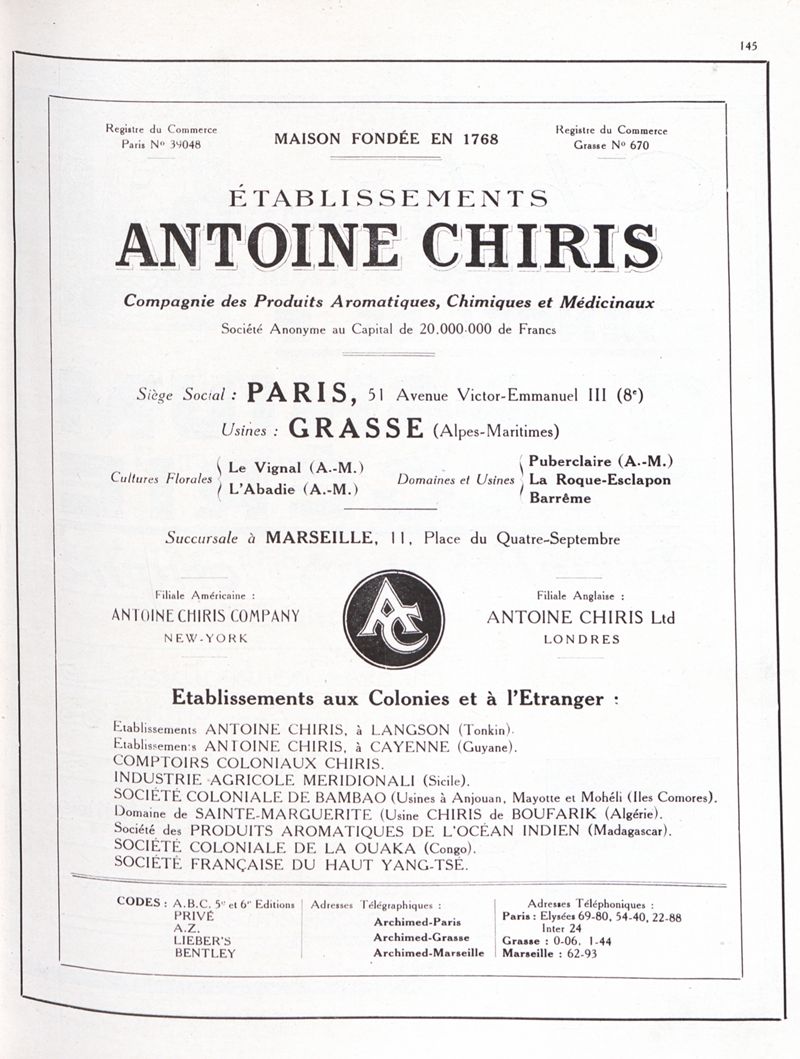 145
Registre du Commerce
Paris Nº 39048
MAISON FONDÉE EN 1768
Registre du Commerce
Grasse Nº 670
ÉTABLISSEMENTS
ANTOINE CHIRIS
Compagnie des Produits Aromatiques, Chimiques et Médicinaux
Société Anonyme au Capital de 20.000.000 de Francs
Siège Social : PARIS, 51 Avenue Victor-Emmanuel III (8e)
Usines : GRASSE (Alpes-Maritimes)
Cultures Florales
Le Vignal (A.-M.)
L'Abadie (A.-M.)
Domaines et Usines
Puberclaire (A.-M.)
La Roque-Esclapon
Barrême
Succursale à MARSEILLE, 11, Place du Quatre-Septembre
Filiale Américaine :
ANTOINE CHIRIS COMPANY
NEW-YORK
AC
Filiale Anglaise :
ANTOINE CHIRIS Ltd
LONDRES
Etablissements aux Colonies et à l'Etranger :
Etablissements ANTOINE CHIRIS, à LANGSON (Tonkin).
Etablissements ANTOINE CHIRIS, à CAYENNE (Guyane).
COMPTOIRS COLONIAUX CHIRIS.
INDUSTRIE AGRICOLE MERIDIONALI (Sicile).
SOCIÉTÉ COLONIALE DE BAMBAO (Usines à Anjouan, Mayotte et Mohéli (Iles Comores).
Domaine de SAINTE-MARGUERITE (Usine CHIRIS de BOUFARIK (Algérie).
Société des PRODUITS AROMATIQUES DE L'OCÉAN INDIEN (Madagascar).
SOCIÉTÉ COLONIALE DE LA OUAKA (Congo).
SOCIÉTÉ FRANÇAISE DU HAUT YANG-TSÉ.
CODES : A.B.C. 5e et 6e Editions
PRIVÉ
A.Z.
LIEBER'S
BENTLEY
Adresses Télégraphiques :
Archimed-Paris
Archimed-Grasse
Archimed-Marseille
Adresses Téléphoniques :
Paris : Elysées 69-80, 54-40, 22-88
Inter 24
Grasse : 0-06, 1-44
Marseille : 62-93